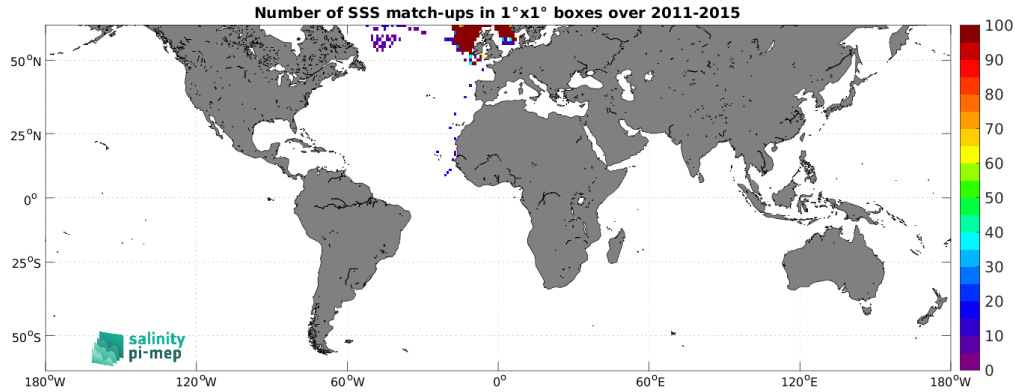 Number of SSS match-ups in 1°x1° boxes over 2011-2015
50°N
25°N
0°
25°S
50°S
180°W
120°W
60°W
0°
60°E
120°E
180°W
100
90
80
70
60
50
40
30
20
10
0
salinity
pi-mep